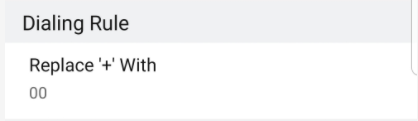 Dialing Rule
Replace '+' With
00